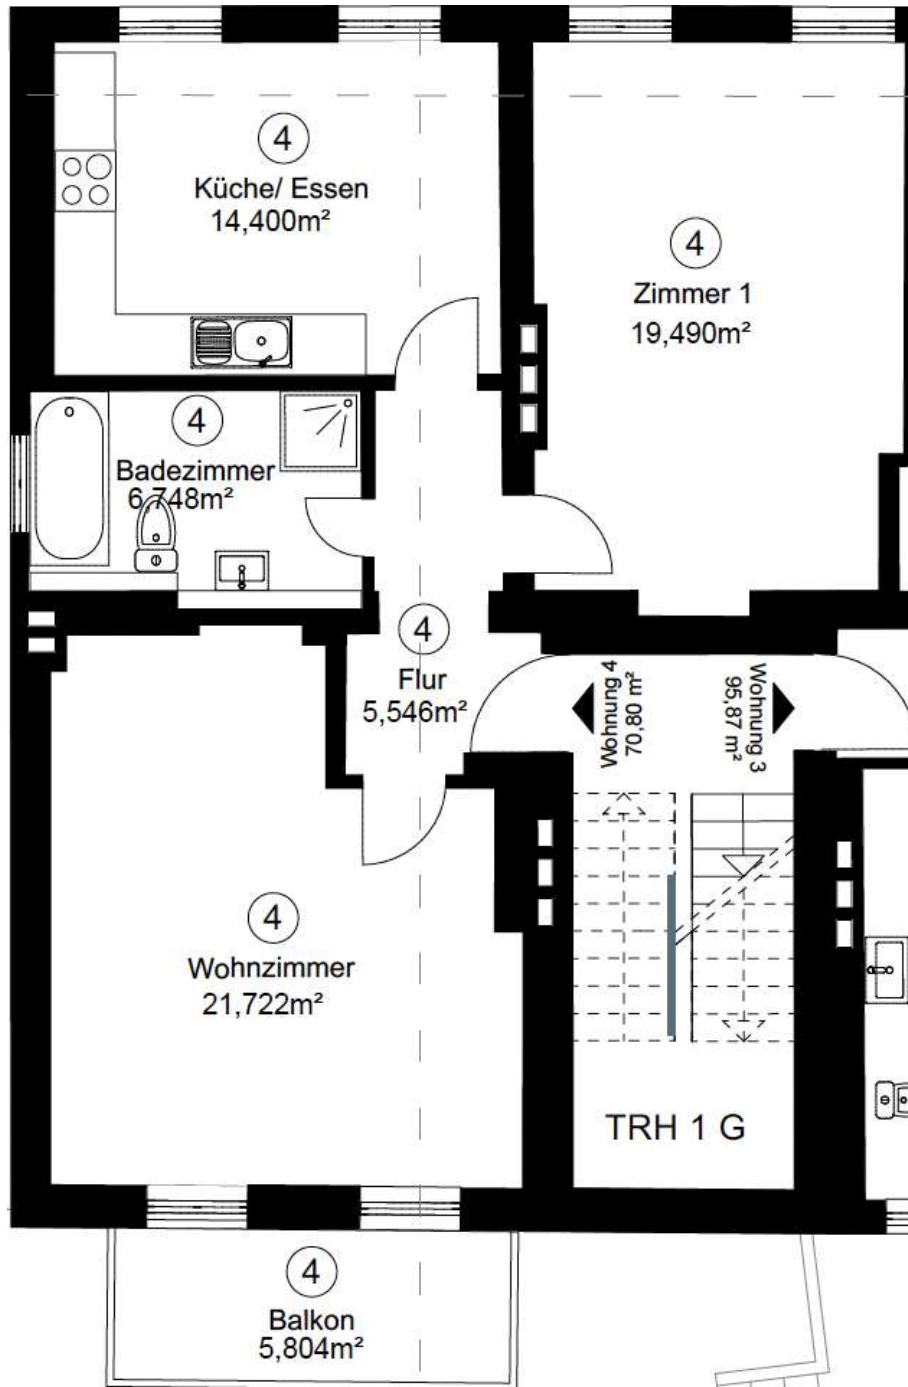 4
Küche/ Essen
14,400m²
4
Zimmer 1
19,490m²
4
Badezimmer
6,748m²
4
Flur
5,546m²
Wohnung 4
70,80 m²
Wohnung 3
95,87 m²
4
Wohnzimmer
21,722m²
TRH 1 G
4
Balkon
5,804m²